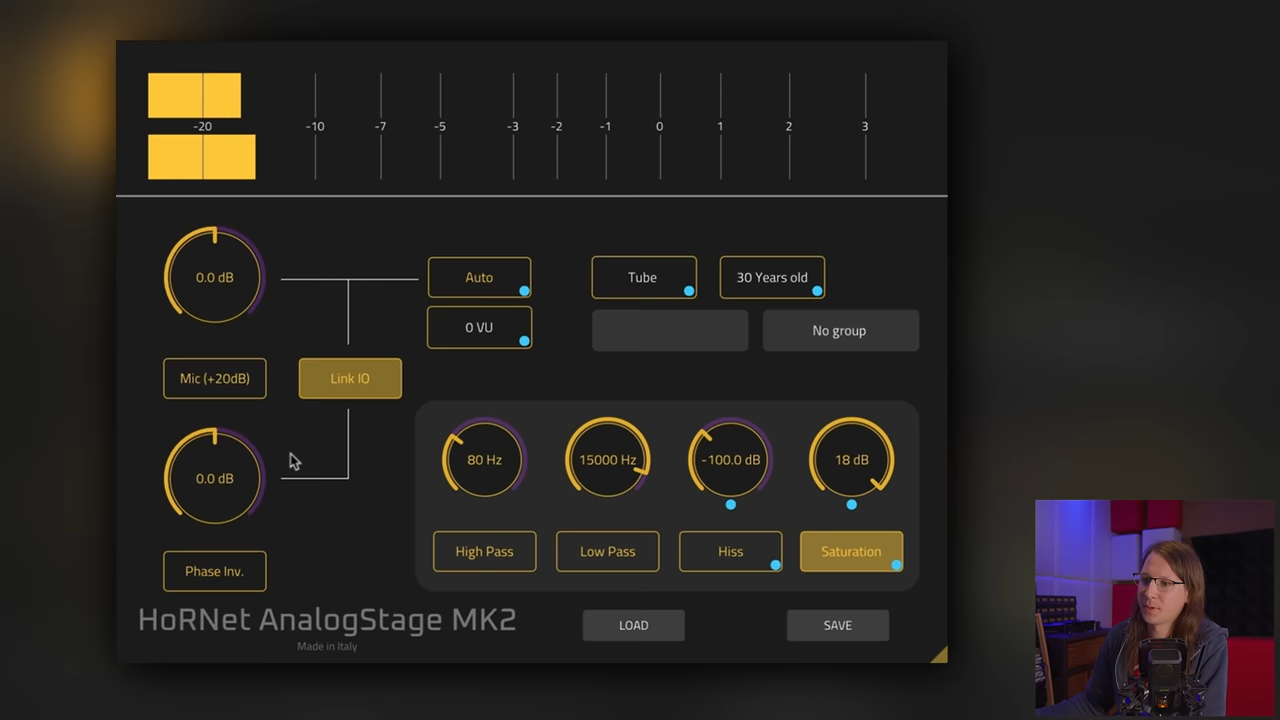 -20 -10 -7 -5 -3 -2 -1 0 1 2 3
0.0 dB
Auto
Tube
30 Years old
0 VU
No group
Mic (+20dB)
Link IO
0.0 dB
80 Hz
15000 Hz
-100.0 dB
18 dB
High Pass
Low Pass
Hiss
Saturation
Phase Inv.
HoRNet AnalogStage MK2
Made in Italy
LOAD
SAVE